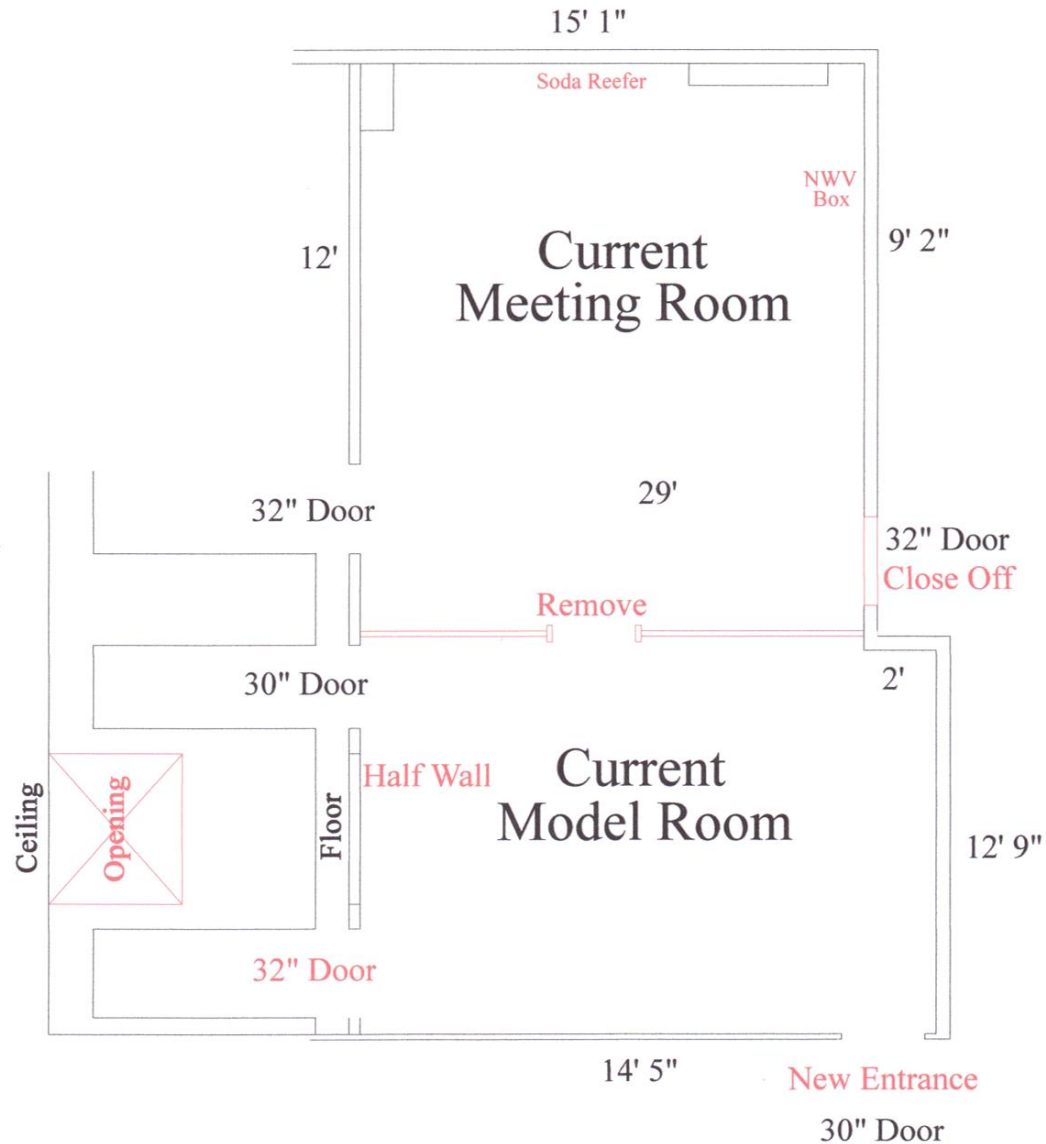 15' 1"
Soda Reefer
NWV
Box
12'
Current
Meeting Room
9' 2"
29'
32" Door
32" Door
Close Off
Remove
30" Door
2'
Ceiling
Opening
Floor
Half Wall
Current
Model Room
12' 9"
32" Door
14' 5"
New Entrance
30" Door